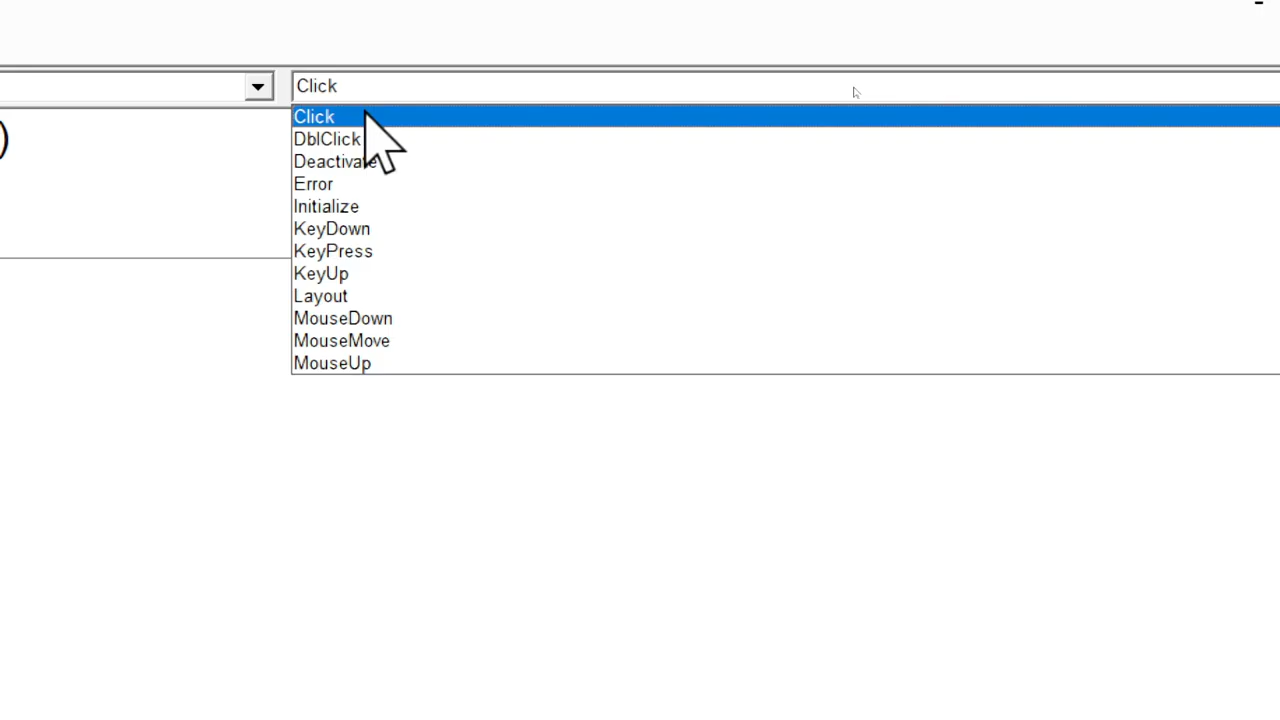 Click
)
Click
DblClick
Deactivate
Error
Initialize
KeyDown
KeyPress
KeyUp
Layout
MouseDown
MouseMove
MouseUp